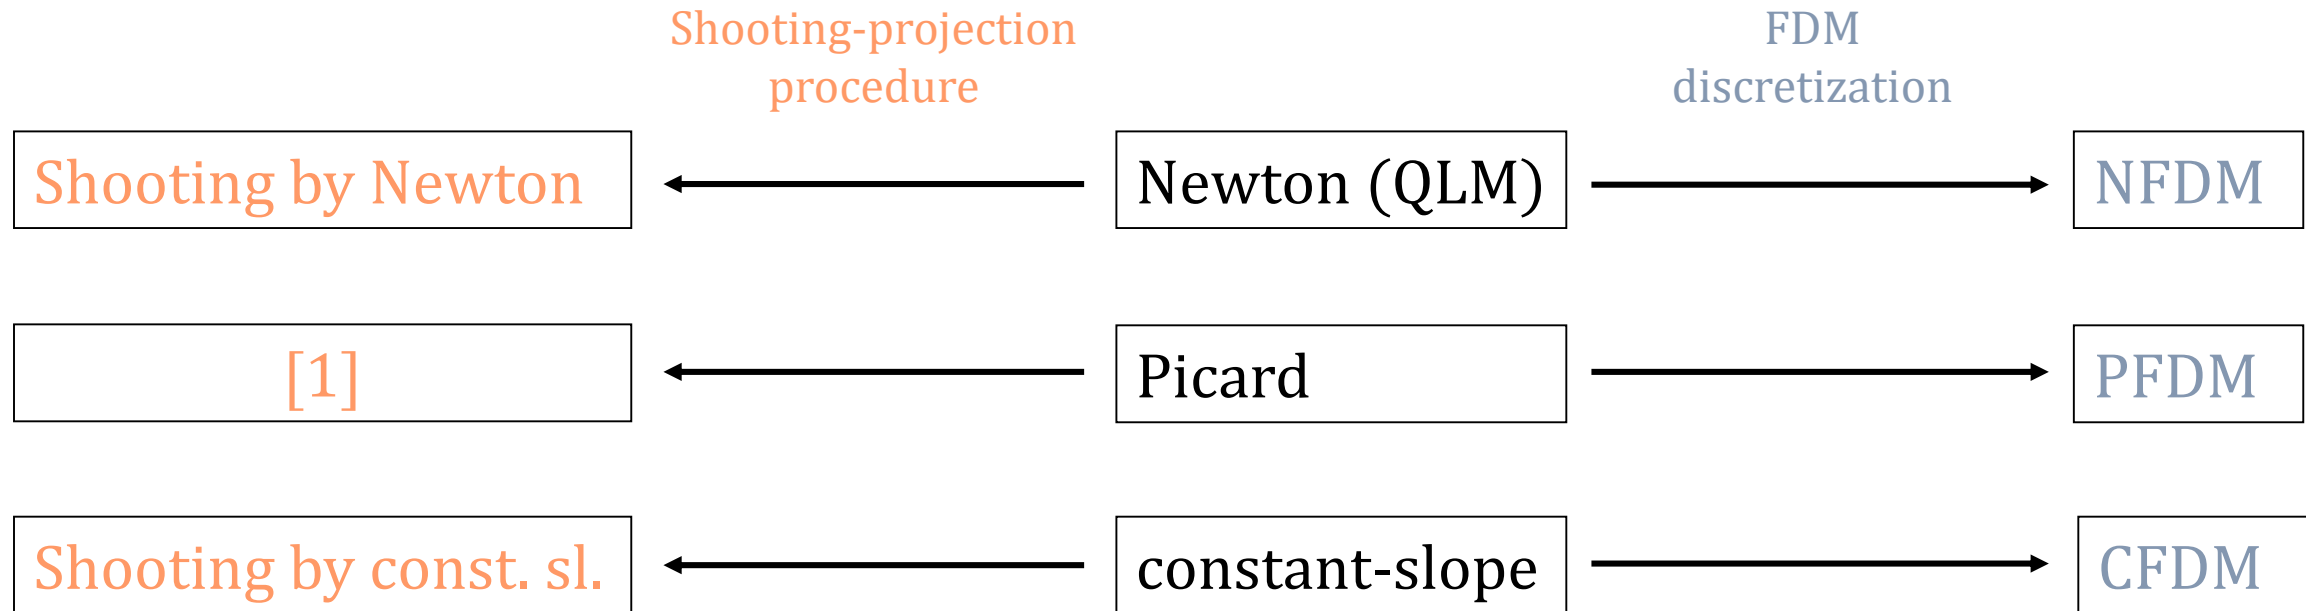 Shooting-projection
procedure
FDM
discretization
Shooting by Newton
Newton (QLM)
NFDM
[1]
Picard
PFDM
Shooting by const. sl.
constant-slope
CFDM